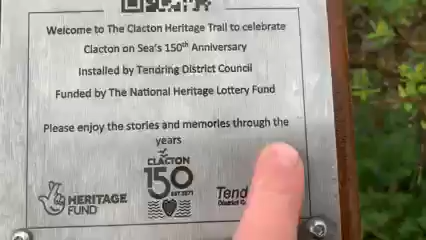 Welcome to The Clacton Heritage Trail to celebrate
Clacton on Sea's 150th Anniversary
Installed by Tendring District Council
Funded by The National Heritage Lottery Fund
Please enjoy the stories and memories through the
years
CLACTON
150
EST. 1871
HERITAGE
FUND
Tend
District C